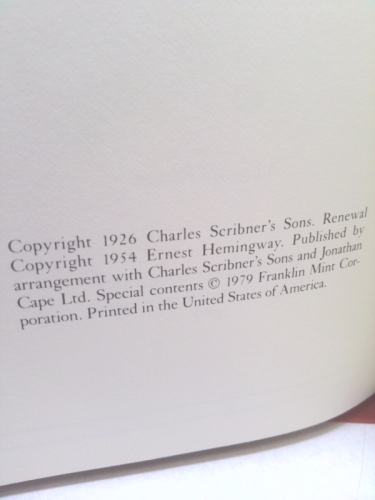 Copyright 1926 Charles Scribner's Sons. Renewal
Copyright 1954 Ernest Hemingway. Published by
arrangement with Charles Scribner's Sons and Jonathan
Cape Ltd. Special contents © 1979 Franklin Mint Cor-
poration. Printed in the United States of America.